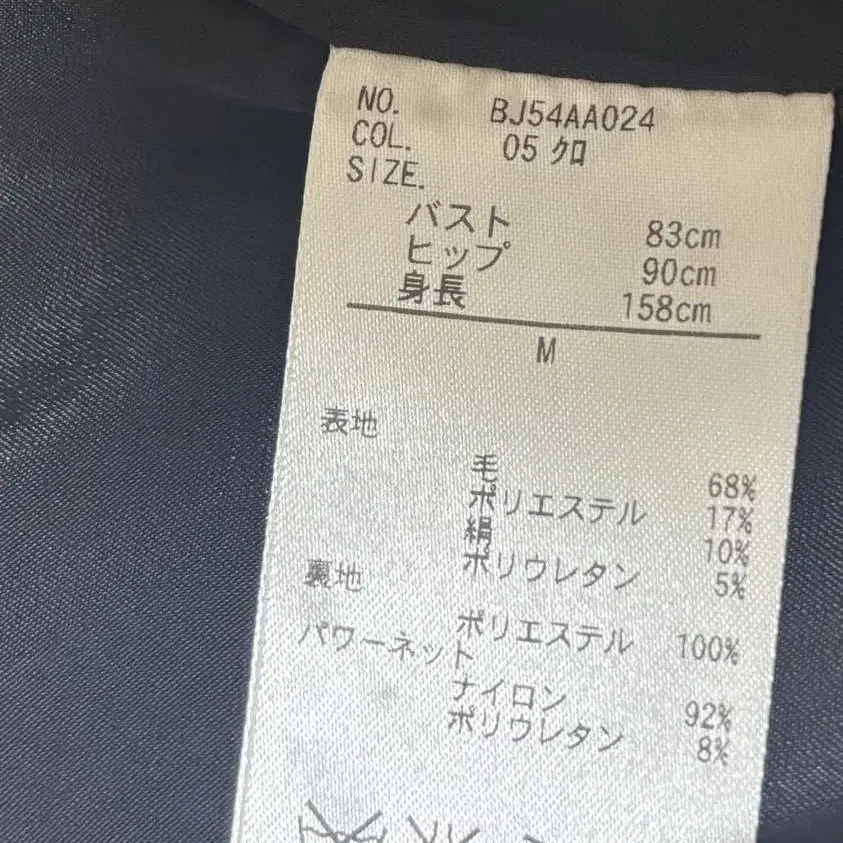 NO. BJ54AA024
COL. 05 クロ
SIZE.
バスト 83cm
ヒップ 90cm
身長 158cm
M
表地
毛 68%
ポリエステル 17%
絹 10%
ポリウレタン 5%
裏地
ポリエステル 100%
パワーネット
ナイロン 92%
ポリウレタン 8%